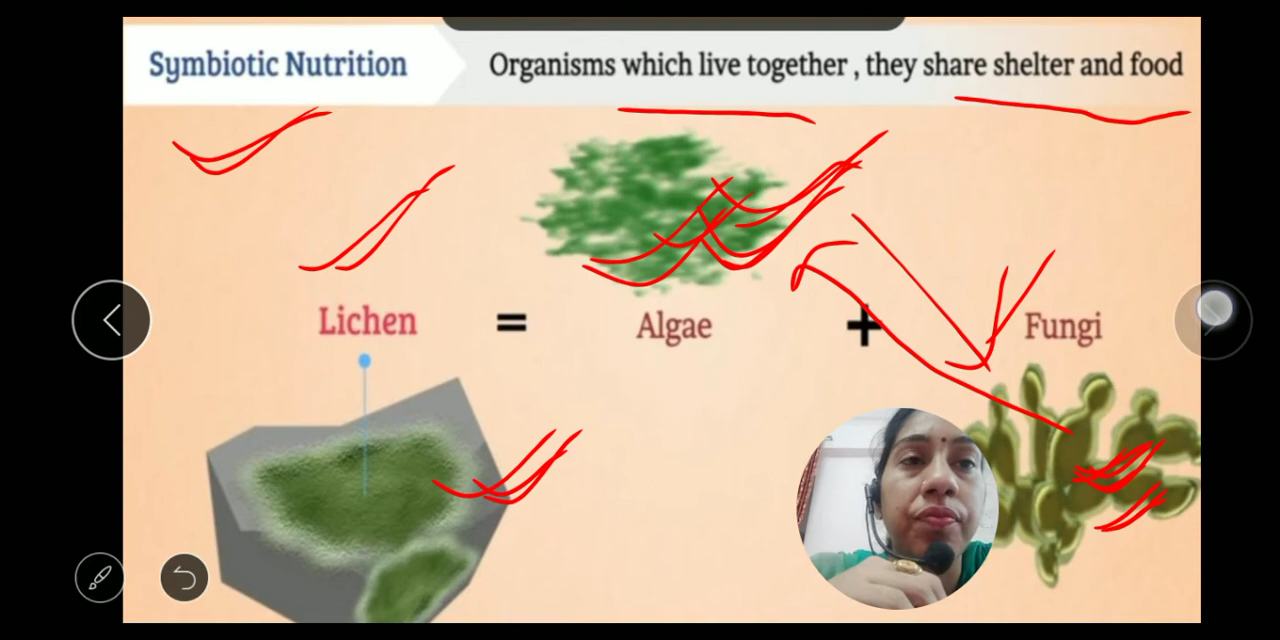 Symbiotic Nutrition
Organisms which live together , they share shelter and food
Lichen = Algae + Fungi